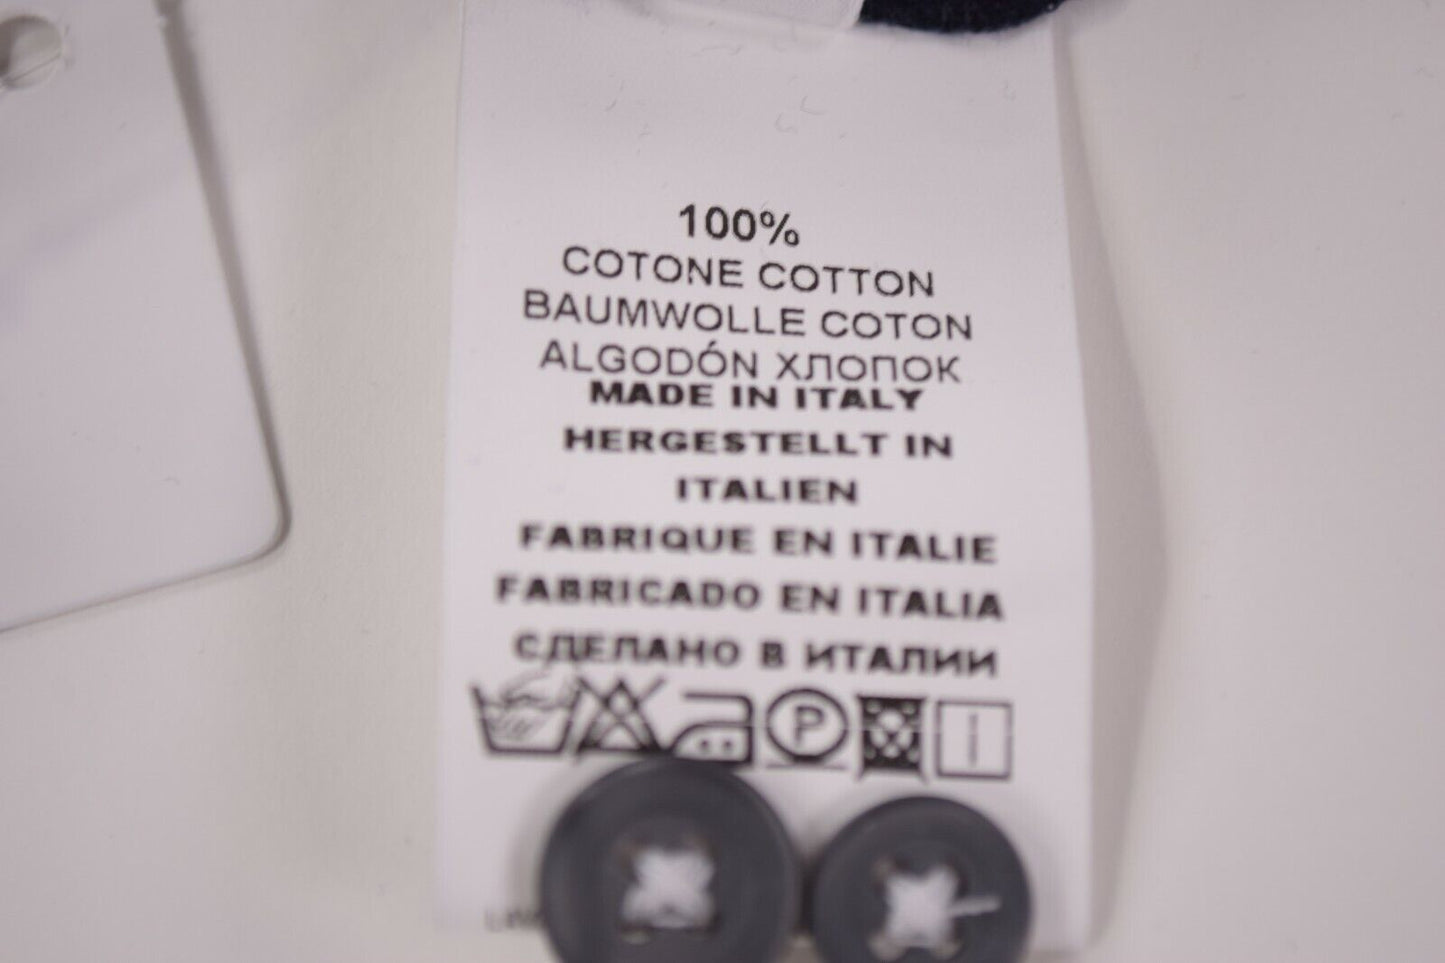 100%
COTONE COTTON
BAUMWOLLE COTON
ALGODÓN ХЛОПОК
MADE IN ITALY
HERGESTELLT IN
ITALIEN
FABRIQUE EN ITALIE
FABRICADO EN ITALIA
СДЕЛАНО В ИТАЛИИ
P